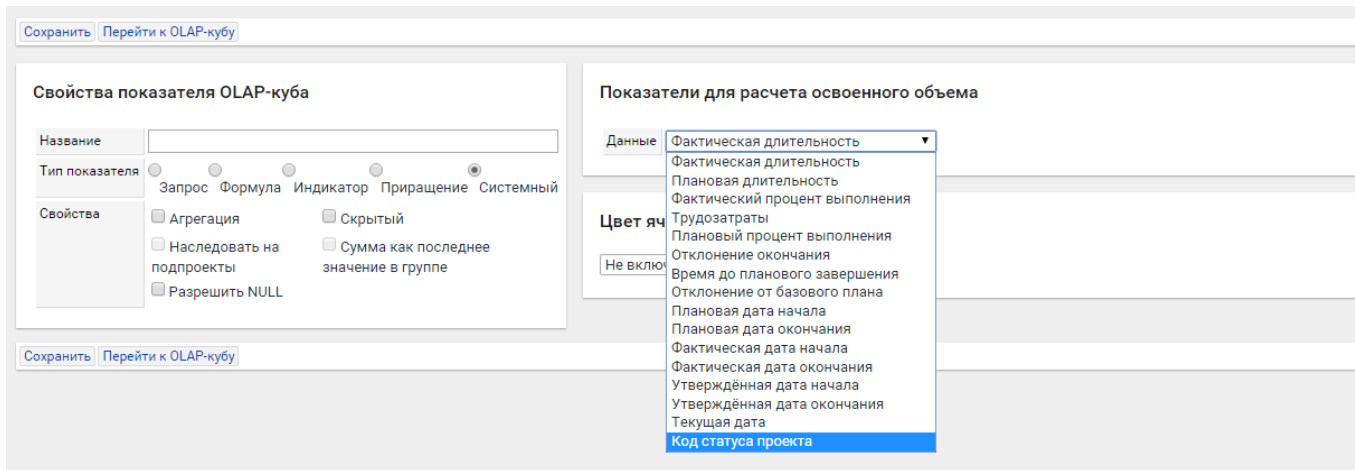 Сохранить Перейти к OLAP-кубу
Свойства показателя OLAP-куба
Название
Тип показателя
Запрос Формула Индикатор Приращение Системный
Свойства
Агрегация Скрытый
Наследовать на подпроекты
Сумма как последнее значение в группе
Разрешить NULL
Показатели для расчета освоенного объема
Данные Фактическая длительность
Фактическая длительность
Плановая длительность
Фактический процент выполнения
Трудозатраты
Плановый процент выполнения
Отклонение окончания
Время до планового завершения
Отклонение от базового плана
Плановая дата начала
Плановая дата окончания
Фактическая дата начала
Фактическая дата окончания
Утверждённая дата начала
Утверждённая дата окончания
Текущая дата
Код статуса проекта
Цвет яч
Не включ
Сохранить Перейти к OLAP-кубу